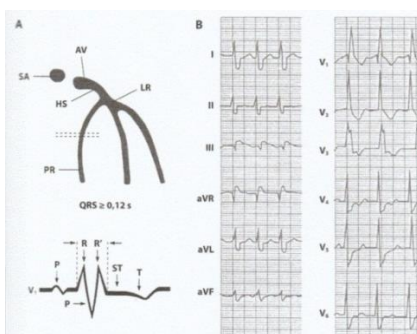 A
AV
SA
LR
HS
PR
QRS ≥ 0,12 s
R R'
P
ST
T
V₁
P
B
I
II
III
aVR
aVL
aVF
V₁
V₂
V₃
V₄
V₅
V₆